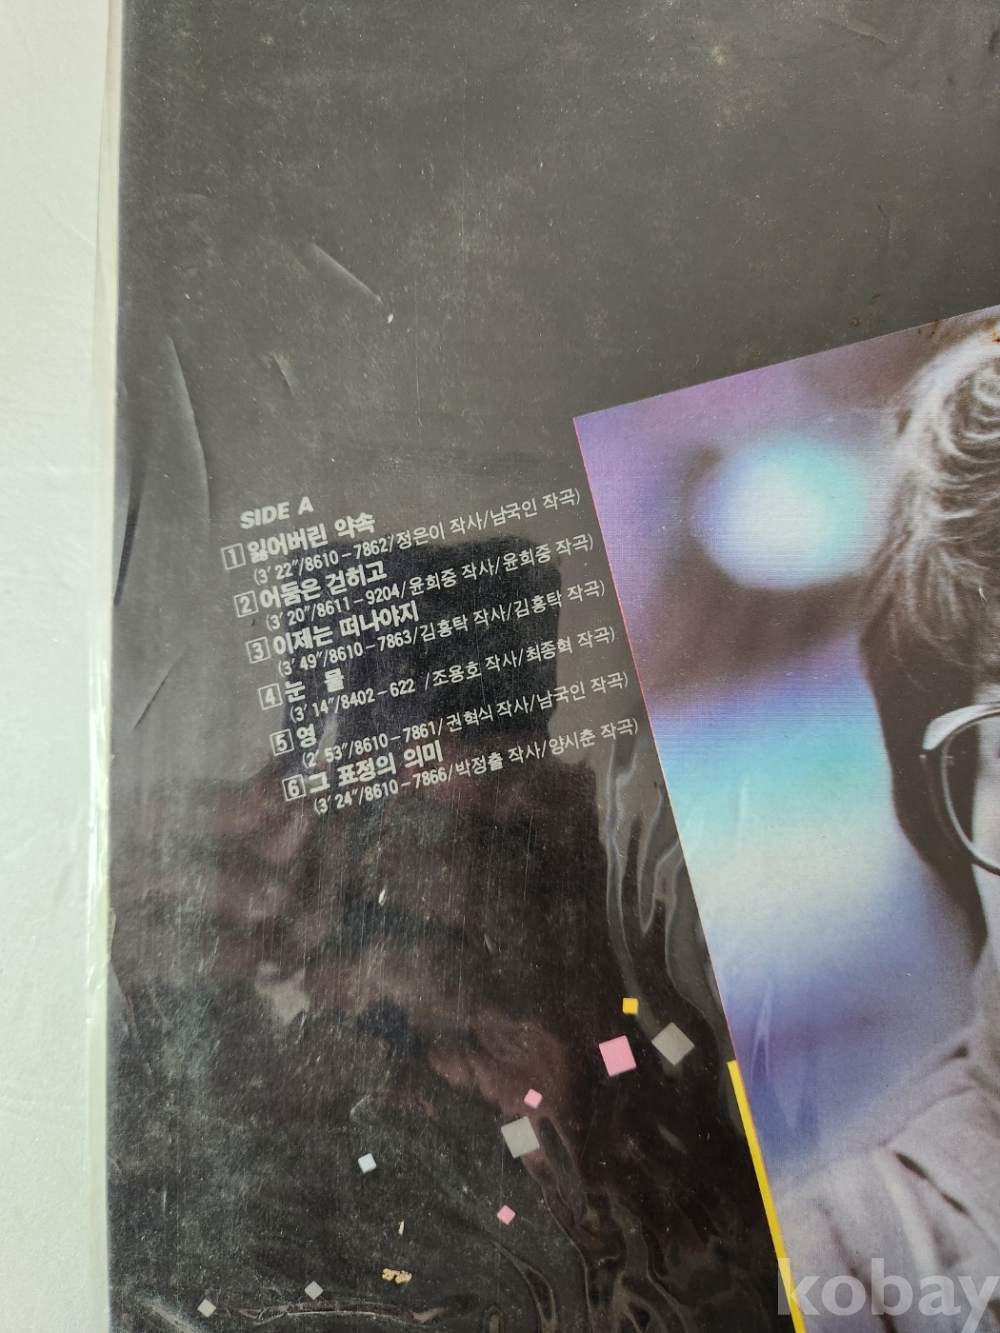 SIDE A
1 잃어버린 약속
(3′ 22″/8610-7862/정은이 작사/남국인 작곡)
2 어둠은 걷히고
(3′ 20″/8611-9204/윤희중 작사/윤희중 작곡)
3 이제는 떠나야지
(3′ 49″/8610-7863/김홍탁 작사/김홍탁 작곡)
4 눈 물
(3′ 14″/8402-622 /조용호 작사/최종혁 작곡)
5 영
(2′ 53″/8610-7861/권혁식 작사/남국인 작곡)
6 그 표정의 의미
(3′ 24″/8610-7866/박정출 작사/양시춘 작곡)
kobay